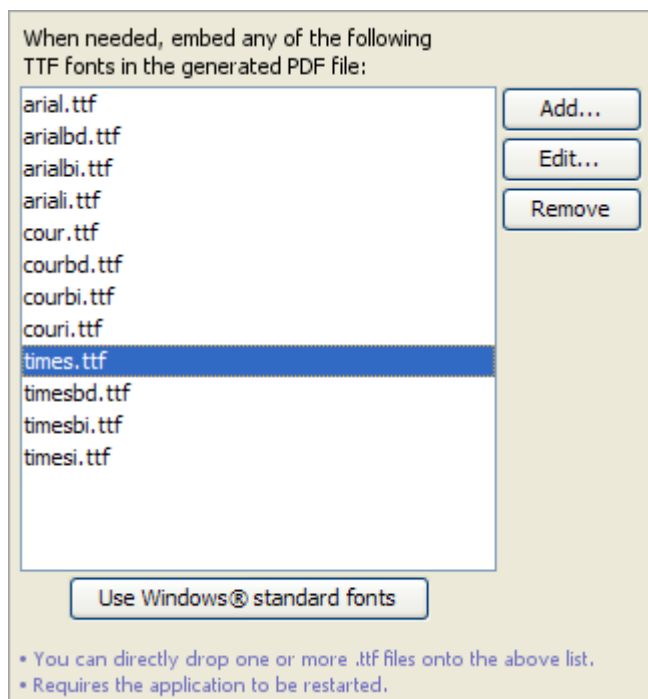 When needed, embed any of the following
TTF fonts in the generated PDF file:
arial.ttf
Add...
arialbd.ttf
arialbi.ttf
Edit...
ariali.ttf
Remove
cour.ttf
courbd.ttf
courbi.ttf
couri.ttf
times.ttf
timesbd.ttf
timesbi.ttf
timesi.ttf
Use Windows® standard fonts
• You can directly drop one or more .ttf files onto the above list.
• Requires the application to be restarted.